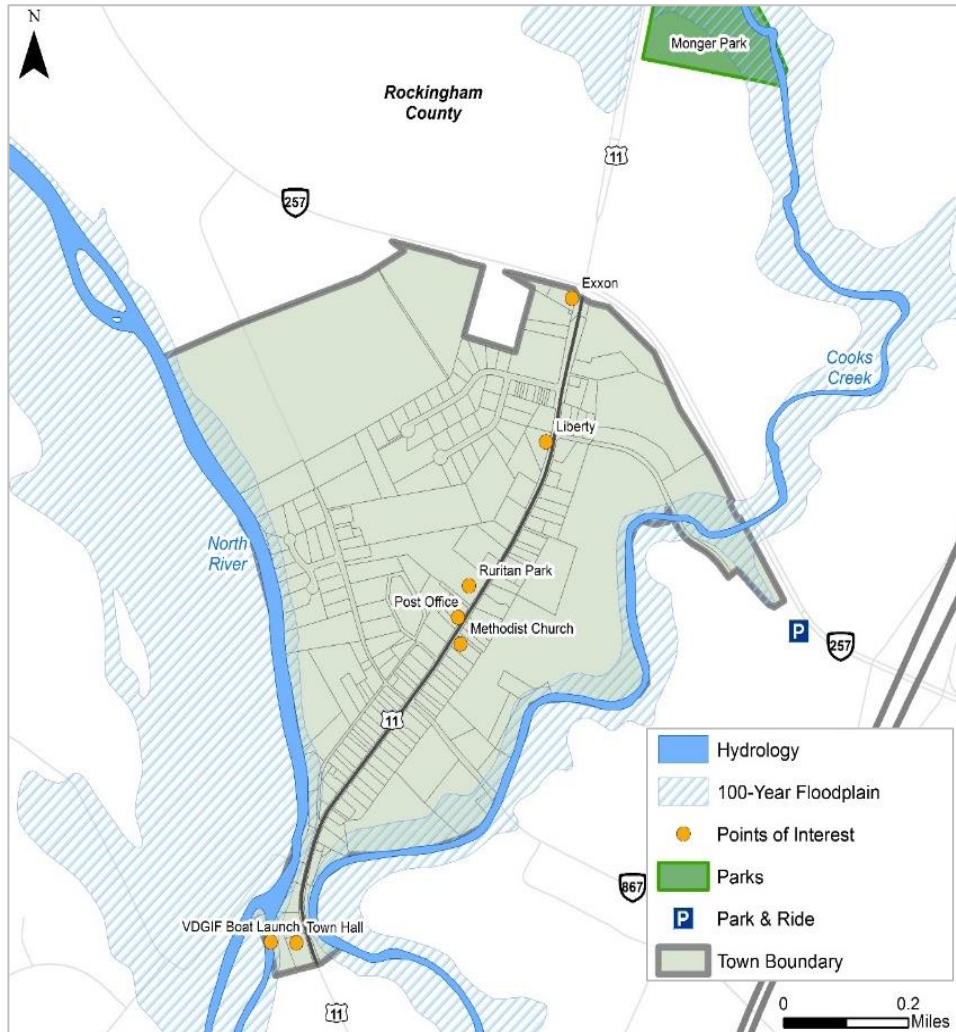 N
Monger Park
Rockingham
County
11
257
Exxon
Cooks
Creek
Liberty
North
River
Ruritan Park
Post Office
Methodist Church
P
257
11
Hydrology
100-Year Floodplain
Points of Interest
Parks
P
Park & Ride
Town Boundary
867
VDGIF Boat Launch
Town Hall
11
0
0.2
Miles